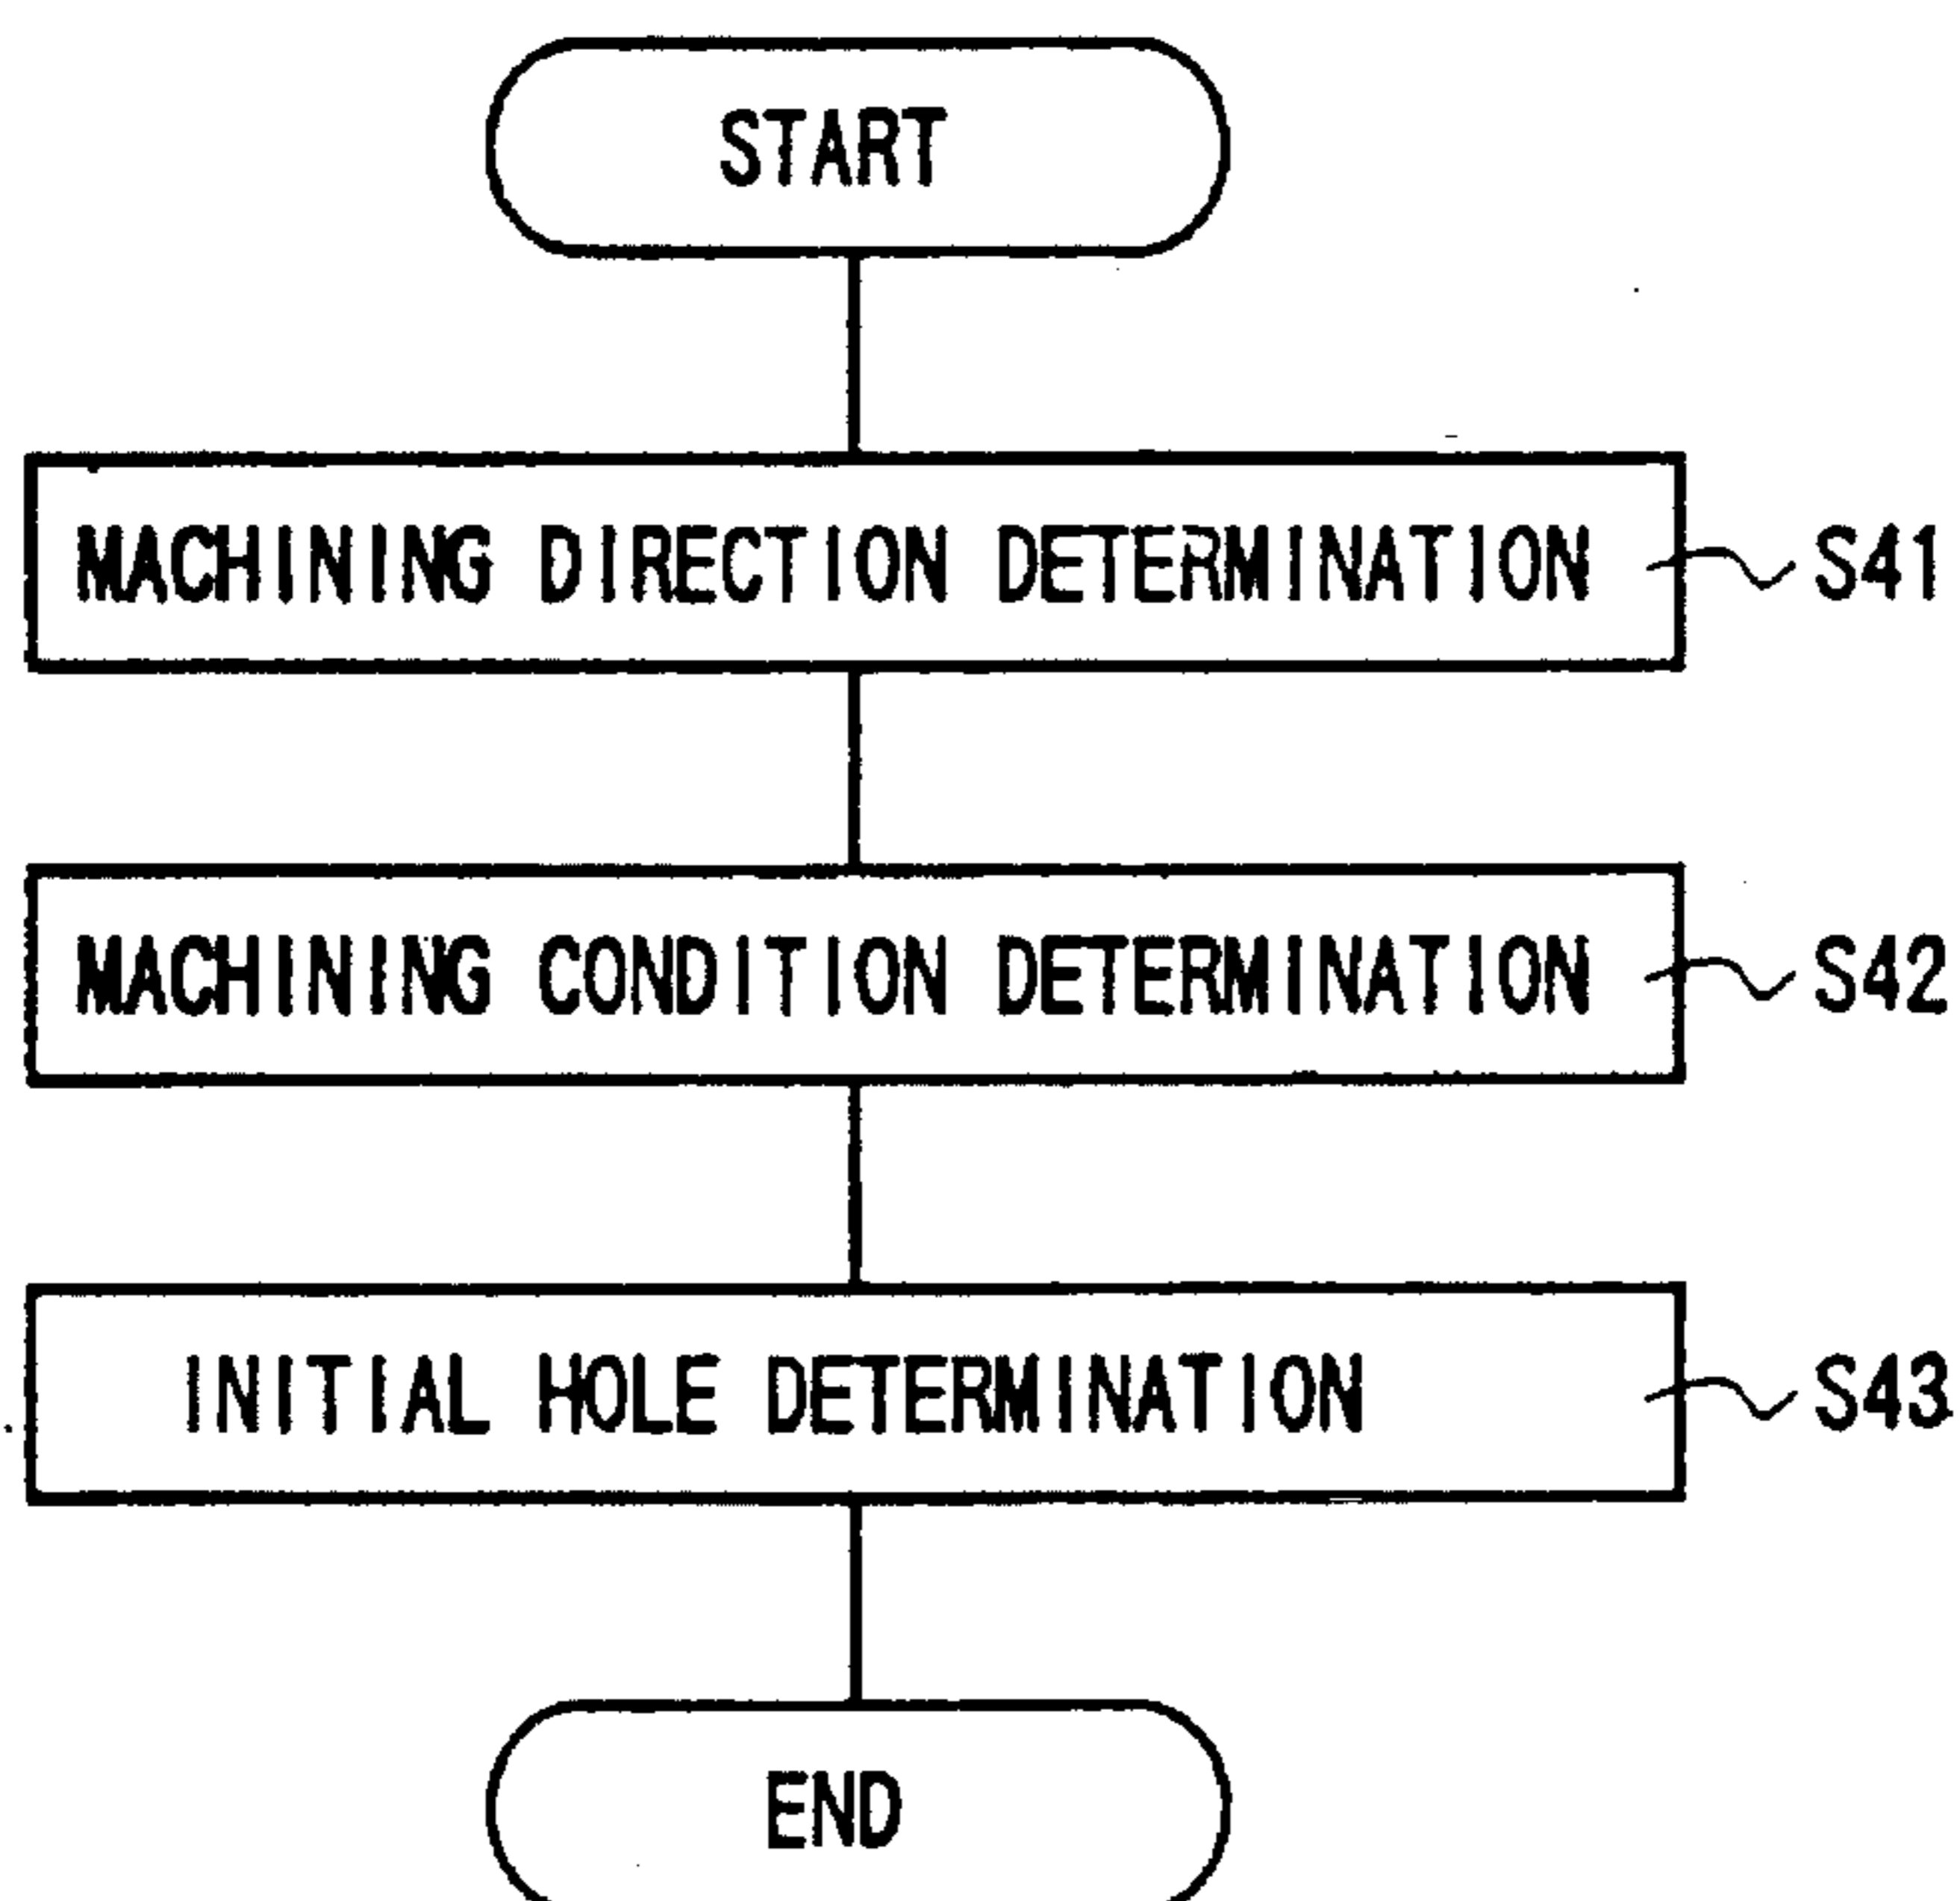 START
MACHINING DIRECTION DETERMINATION S41
MACHINING CONDITION DETERMINATION S42
INITIAL HOLE DETERMINATION S43
END